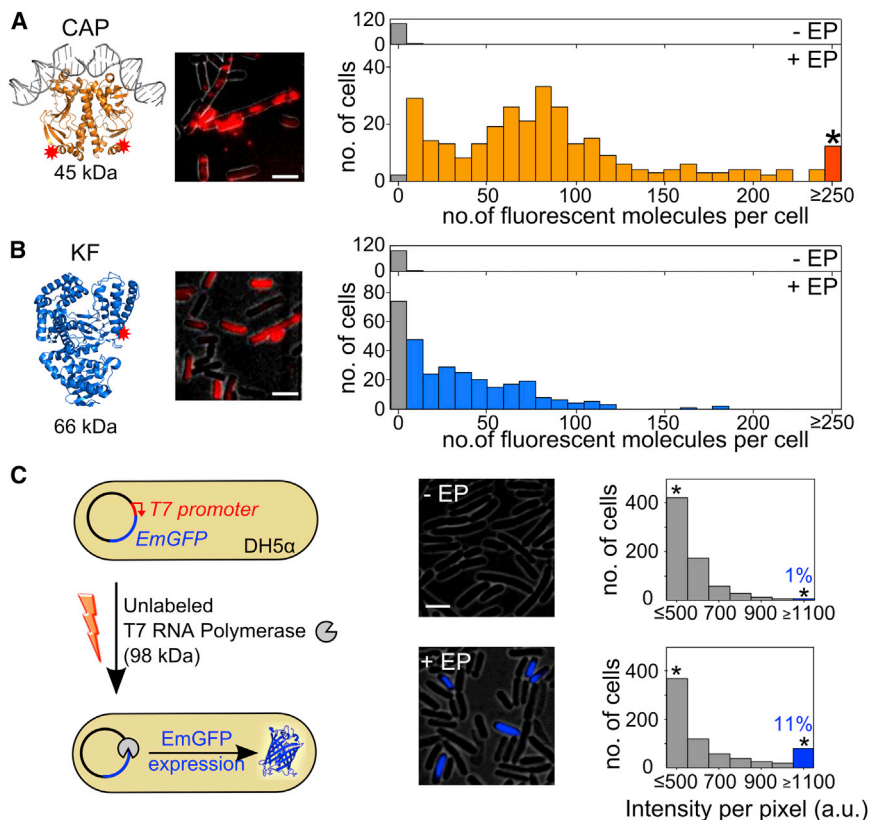 A
CAP
45 kDa
120
0
- EP
+ EP
40
20
0
no. of cells
*
0
50
100
150
200
≥250
no.of fluorescent molecules per cell
B
KF
66 kDa
120
0
- EP
+ EP
80
60
40
20
0
no. of cells
0
50
100
150
200
≥250
no.of fluorescent molecules per cell
C
T7 promoter
EmGFP
DH5α
Unlabeled
T7 RNA Polymerase
(98 kDa)
EmGFP
expression
- EP
+ EP
400
200
0
no. of cells
*
1%
*
≤500 700 900 ≥1100
400
200
0
no. of cells
*
11%
*
≤500 700 900 ≥1100
Intensity per pixel (a.u.)